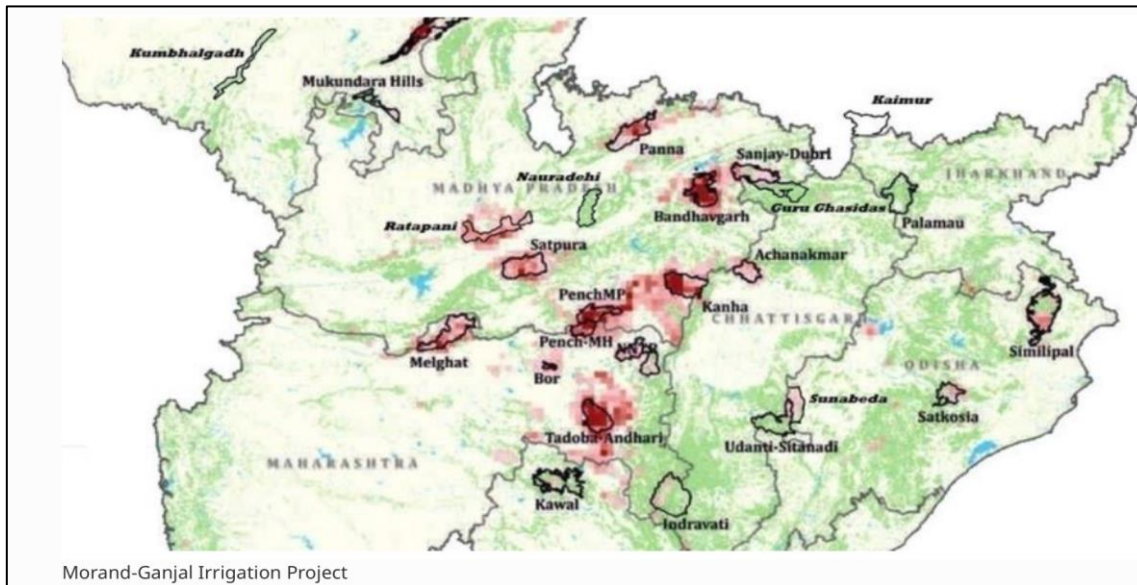 Kumbhalgadh
Mukundara Hills
Kaimur
Panna
Sanjay-Dubri
Nauradehi
MADHYA PRADESH
JHARKHAND
Bandhavgarh
Guru Ghasidas
Palamau
Ratapani
Satpura
Achanakmar
PenchMP
Kanha
CHHATTISGARH
Pench-MH
NNTR
Melghat
Similipal
Bor
ODISHA
Sunabeda
Satkosia
Tadoba-Andhari
Udanti-Sitanadi
MAHARASHTRA
Kawal
Indravati
Morand-Ganjal Irrigation Project